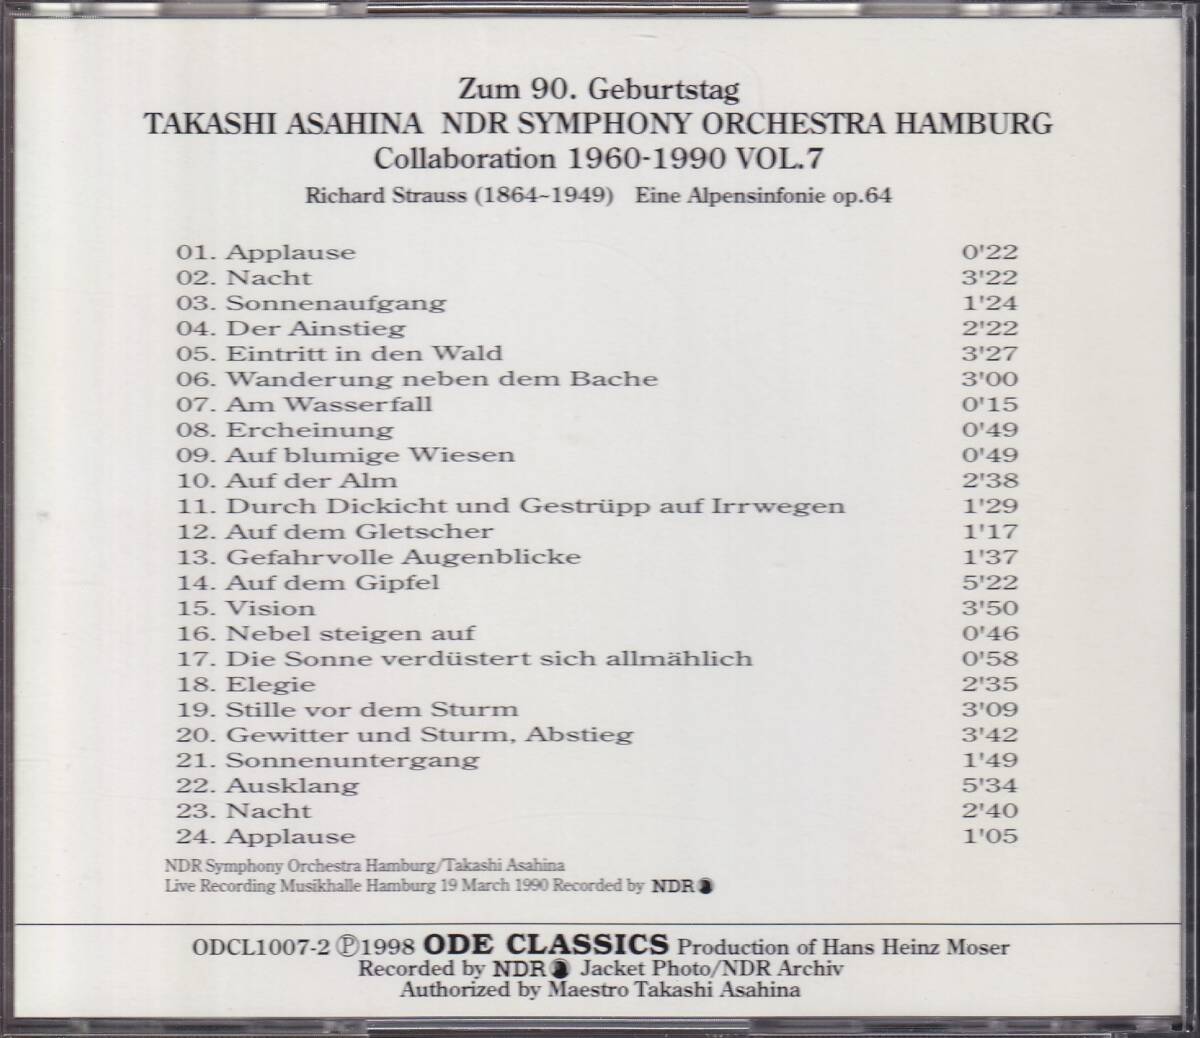 Zum 90. Geburtstag
TAKASHI ASAHINA NDR SYMPHONY ORCHESTRA HAMBURG
Collaboration 1960-1990 VOL.7
Richard Strauss (1864~1949) Eine Alpensinfonie op.64
01. Applause 0'22
02. Nacht 3'22
03. Sonnenaufgang 1'24
04. Der Ainstieg 2'22
05. Eintritt in den Wald 3'27
06. Wanderung neben dem Bache 3'00
07. Am Wasserfall 0'15
08. Ercheinung 0'49
09. Auf blumige Wiesen 0'49
10. Auf der Alm 2'38
11. Durch Dickicht und Gestrüpp auf Irrwegen 1'29
12. Auf dem Gletscher 1'17
13. Gefahrvolle Augenblicke 1'37
14. Auf dem Gipfel 5'22
15. Vision 3'50
16. Nebel steigen auf 0'46
17. Die Sonne verdüstert sich allmählich 0'58
18. Elegie 2'35
19. Stille vor dem Sturm 3'09
20. Gewitter und Sturm, Abstieg 3'42
21. Sonnenuntergang 1'49
22. Ausklang 5'34
23. Nacht 2'40
24. Applause 1'05
NDR Symphony Orchestra Hamburg/Takashi Asahina
Live Recording Musikhalle Hamburg 19 March 1990 Recorded by NDR
ODCL1007-2 ℗1998 ODE CLASSICS Production of Hans Heinz Moser
Recorded by NDR Jacket Photo/NDR Archiv
Authorized by Maestro Takashi Asahina